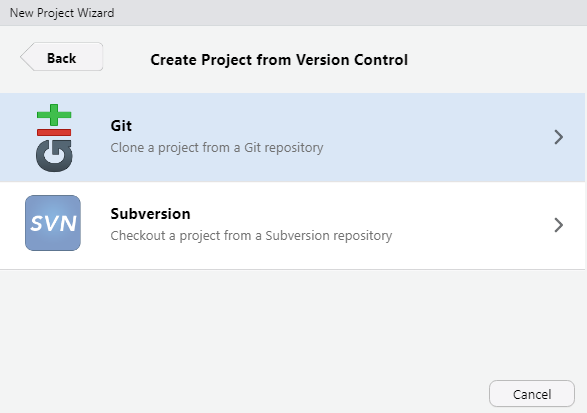 New Project Wizard
Back
Create Project from Version Control
git
Git
Clone a project from a Git repository
SVN
Subversion
Checkout a project from a Subversion repository
Cancel